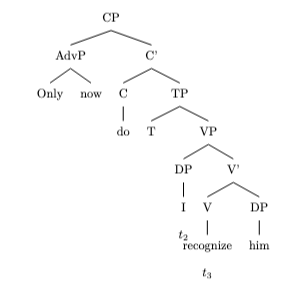 CP
AdvP C'
Only now C TP
do T VP
DP V'
I V DP
t2
recognize him
t3